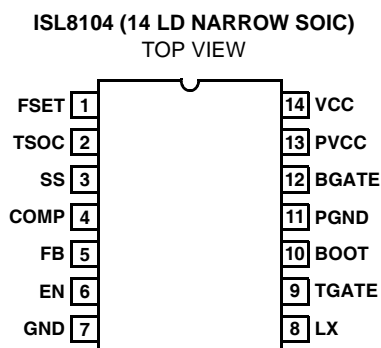 ISL8104 (14 LD NARROW SOIC)
TOP VIEW
FSET 1 14 VCC
TSOC 2 13 PVCC
SS 3 12 BGATE
COMP 4 11 PGND
FB 5 10 BOOT
EN 6 9 TGATE
GND 7 8 LX